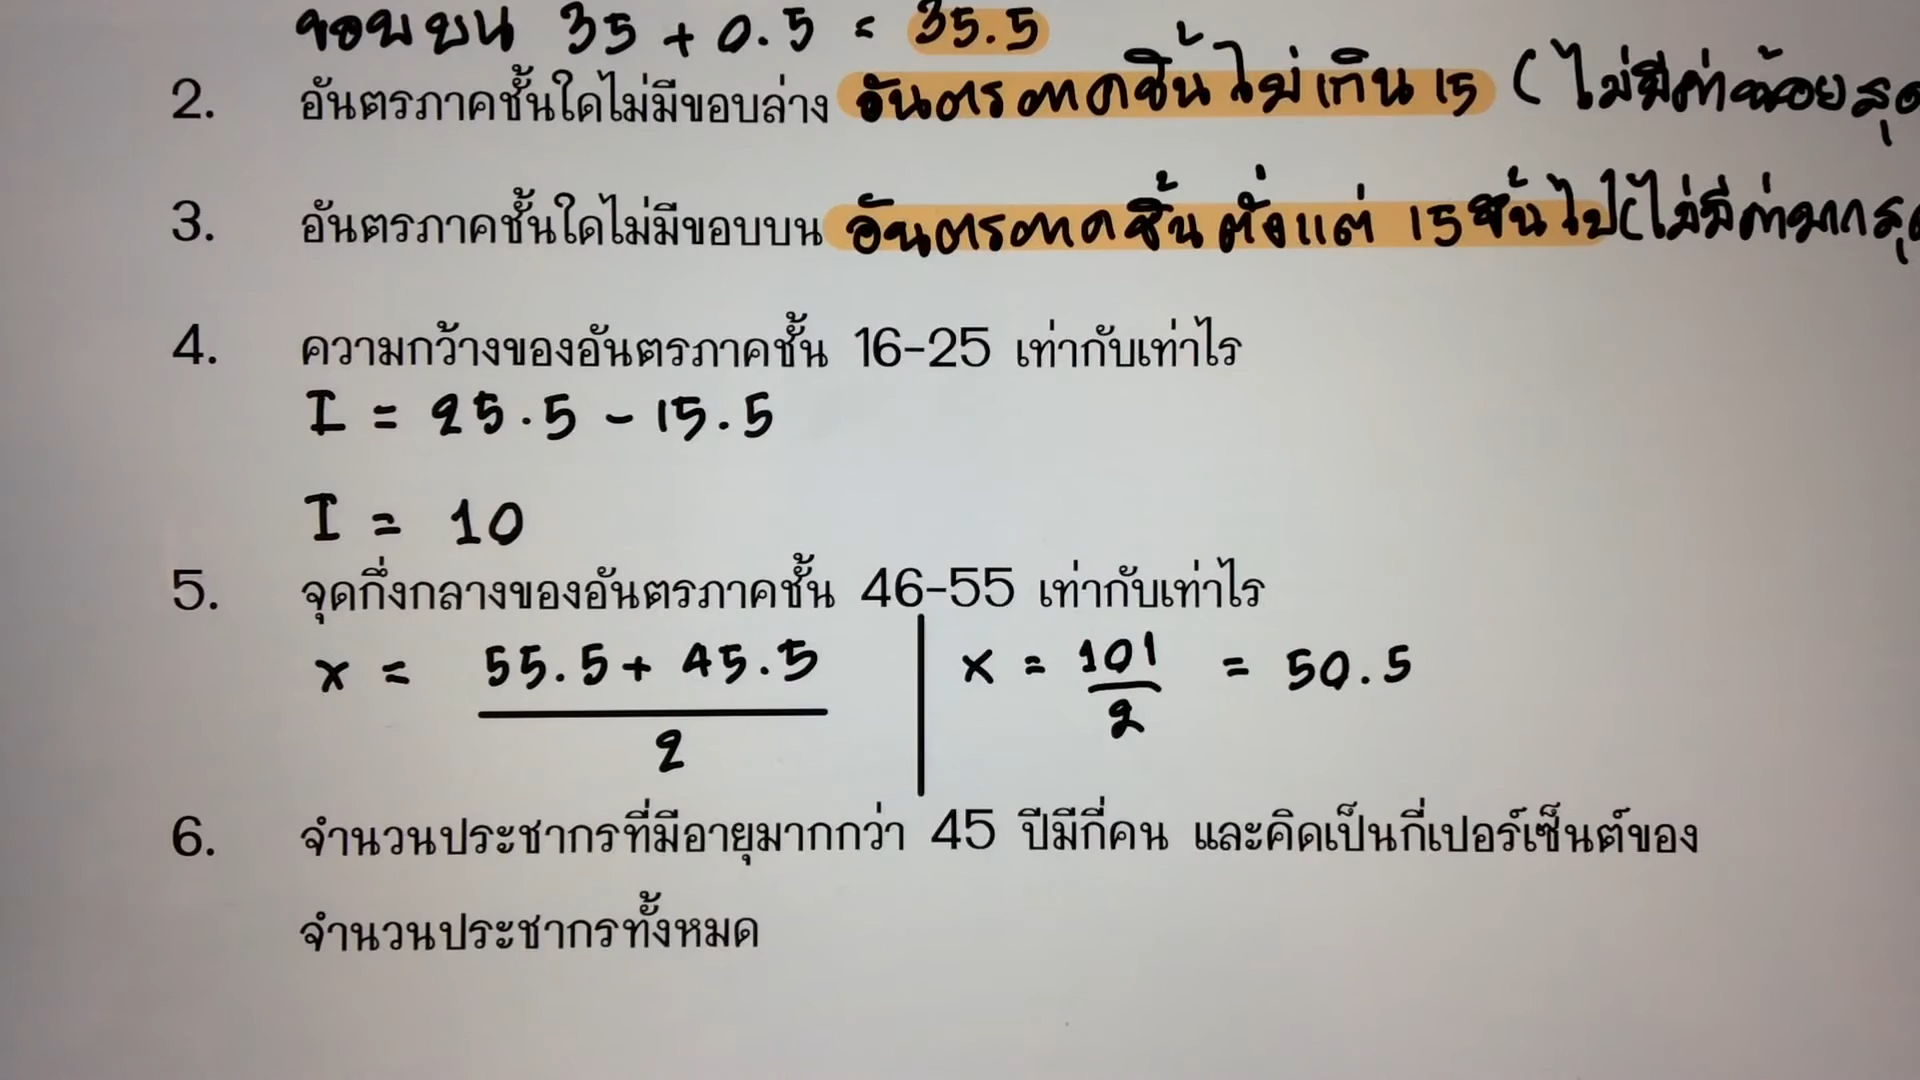 ขอบบน 35 + 0.5 = 35.5
2. อันตรภาคชั้นใดไม่มีขอบล่าง อันตรภาคชั้นไม่เกิน 15 (ไม่มีค่าน้อยสุด
3. อันตรภาคชั้นใดไม่มีขอบบน อันตรภาคชั้นตั้งแต่ 15 ขึ้นไป (ไม่มีค่ามากสุด
4. ความกว้างของอันตรภาคชั้น 16-25 เท่ากับเท่าไร
I = 25.5 - 15.5
I = 10
5. จุดกึ่งกลางของอันตรภาคชั้น 46-55 เท่ากับเท่าไร
x = 55.5 + 45.5 / 2 | x = 101 / 2 = 50.5
6. จำนวนประชากรที่มีอายุมากกว่า 45 ปีมีกี่คน และคิดเป็นกี่เปอร์เซ็นต์ของ
จำนวนประชากรทั้งหมด